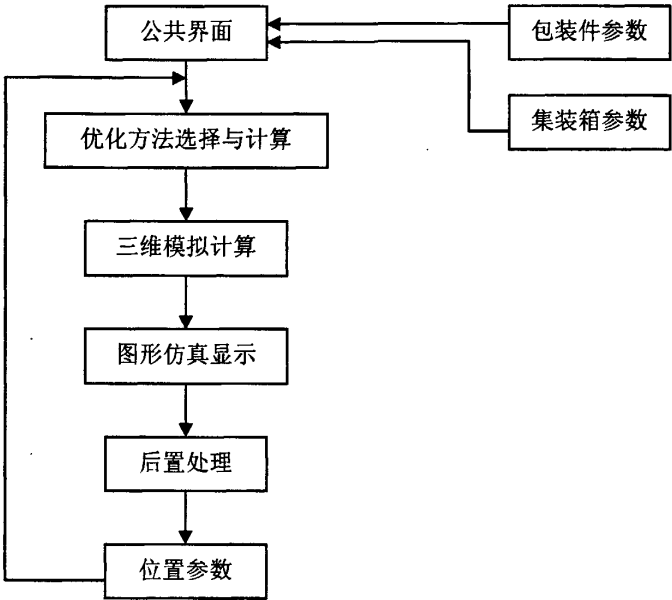 公共界面
包装件参数
集装箱参数
优化方法选择与计算
三维模拟计算
图形仿真显示
后置处理
位置参数